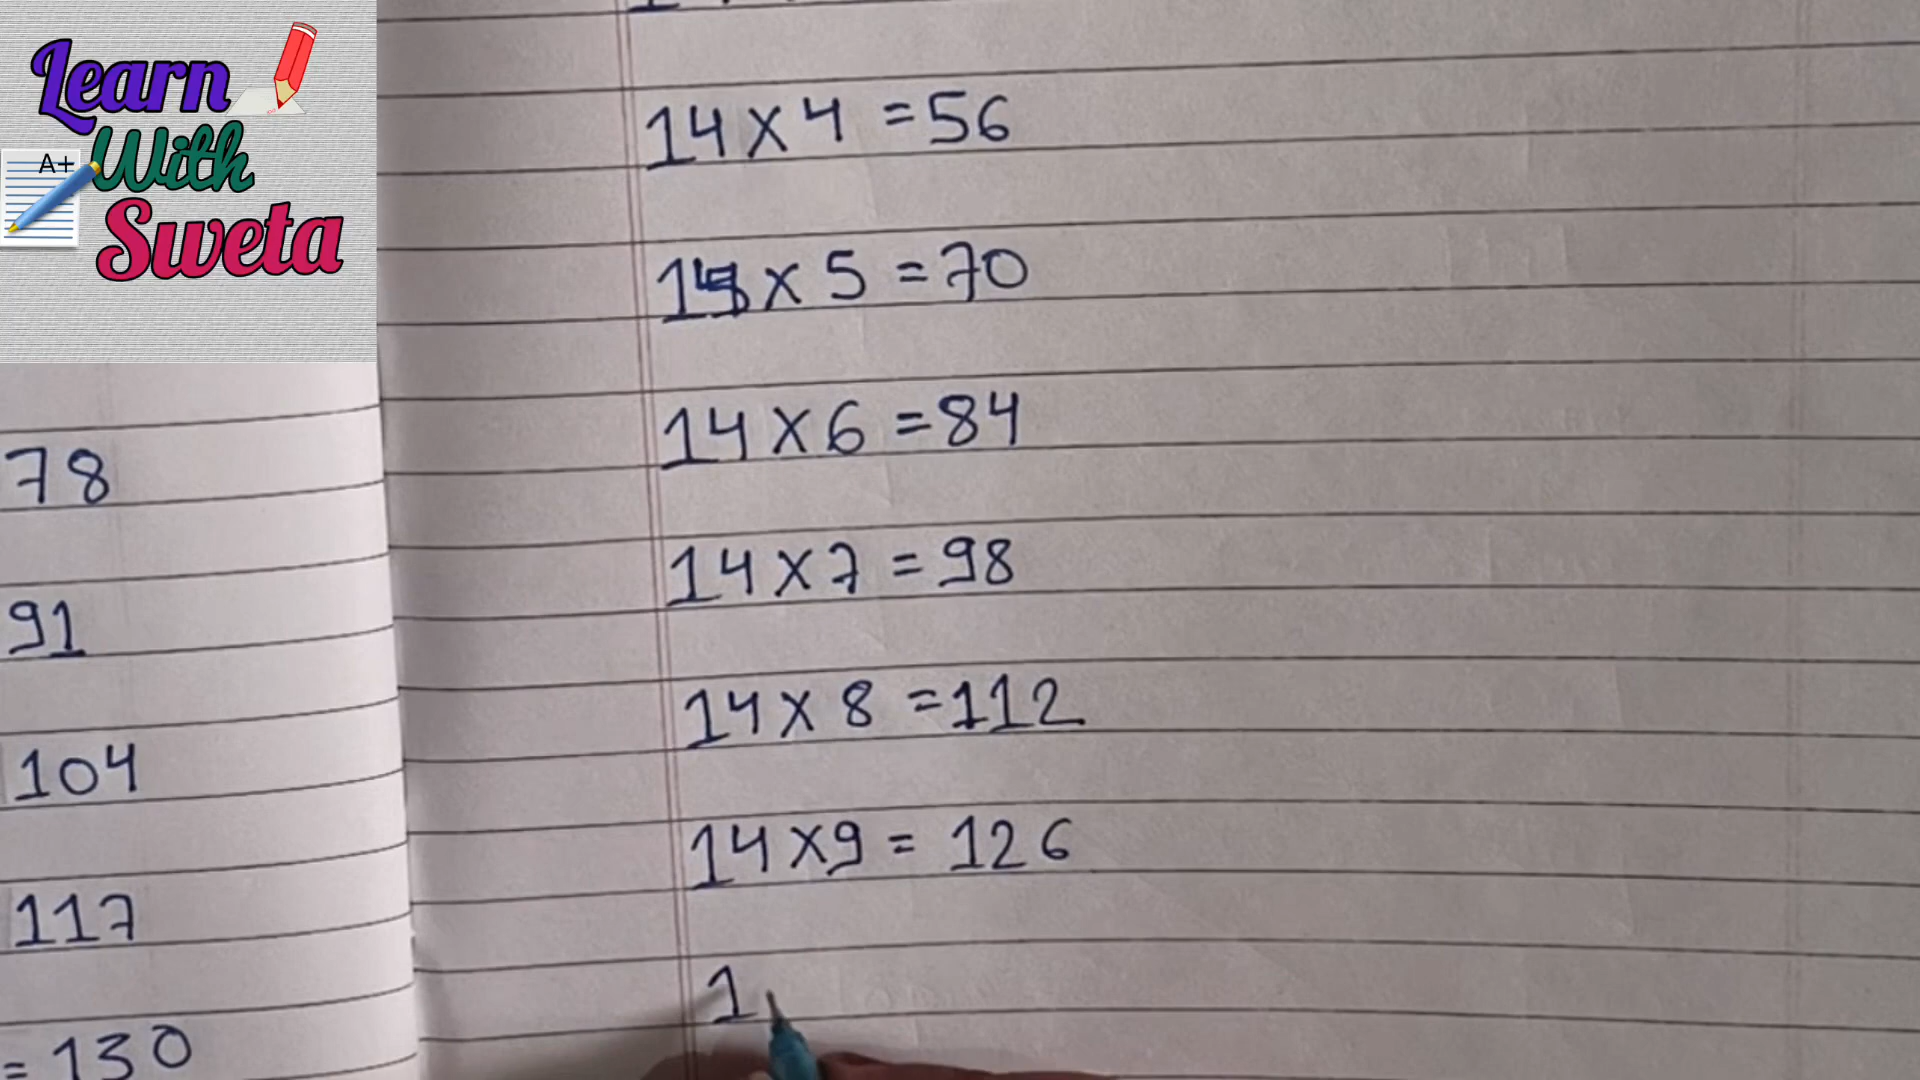 Learn
With
Sweta
A+
78
91
104
117
= 130
14 x 4 = 56
14 x 5 = 70
14 x 6 = 84
14 x 7 = 98
14 x 8 = 112
14 x 9 = 126
1